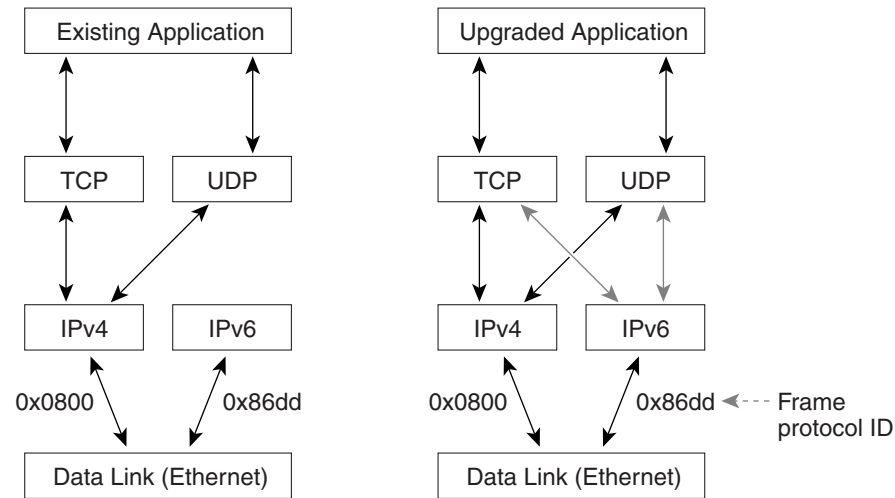 Existing Application
Upgraded Application
TCP
UDP
TCP
UDP
IPv4
IPv6
IPv4
IPv6
0x0800
0x86dd
0x0800
0x86dd
Frame
protocol ID
Data Link (Ethernet)
Data Link (Ethernet)